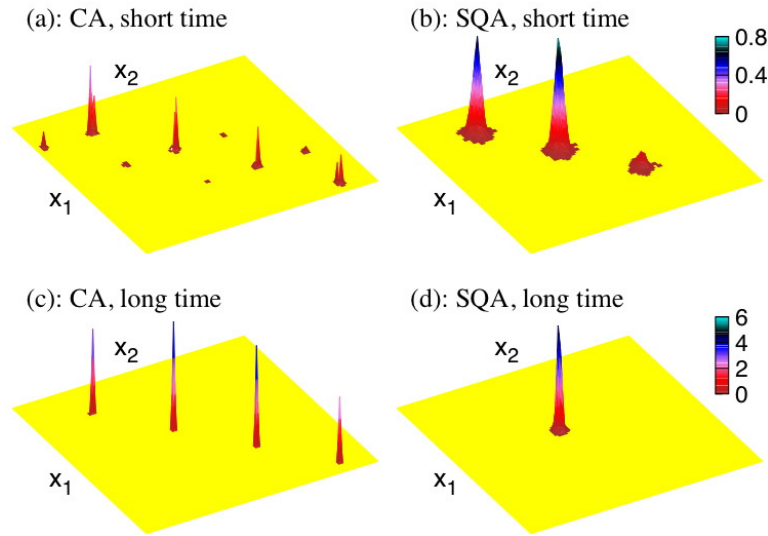 (a): CA, short time
(b): SQA, short time
x2
x2
0.8
0.4
0
x1
x1
(c): CA, long time
(d): SQA, long time
x2
x2
6
4
2
0
x1
x1